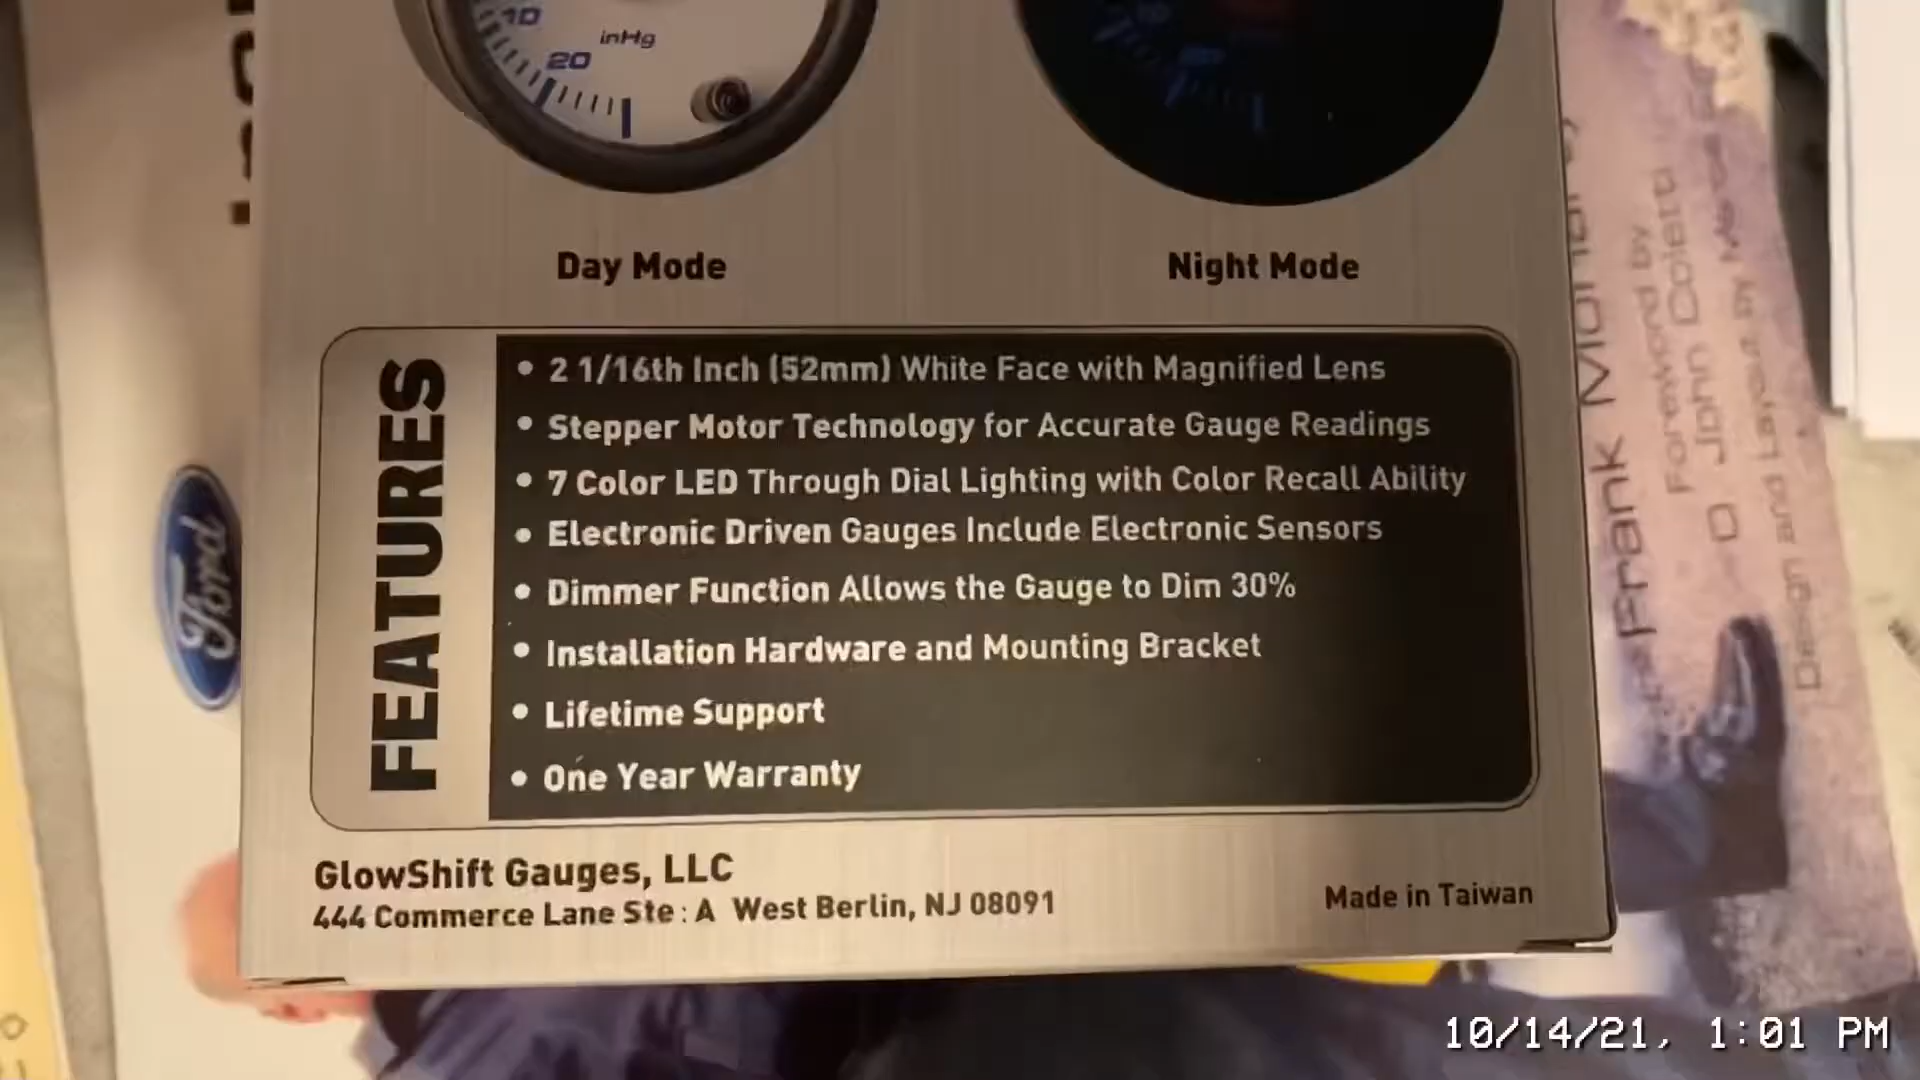 10
inHg
20
Day Mode
Night Mode
FEATURES
• 2 1/16th Inch (52mm) White Face with Magnified Lens
• Stepper Motor Technology for Accurate Gauge Readings
• 7 Color LED Through Dial Lighting with Color Recall Ability
• Electronic Driven Gauges Include Electronic Sensors
• Dimmer Function Allows the Gauge to Dim 30%
• Installation Hardware and Mounting Bracket
• Lifetime Support
• One Year Warranty
GlowShift Gauges, LLC
444 Commerce Lane Ste: A West Berlin, NJ 08091
Made in Taiwan
Ford
Frank
Foreword by
John Coletti
Design and Layout by
10/14/21, 1:01 PM